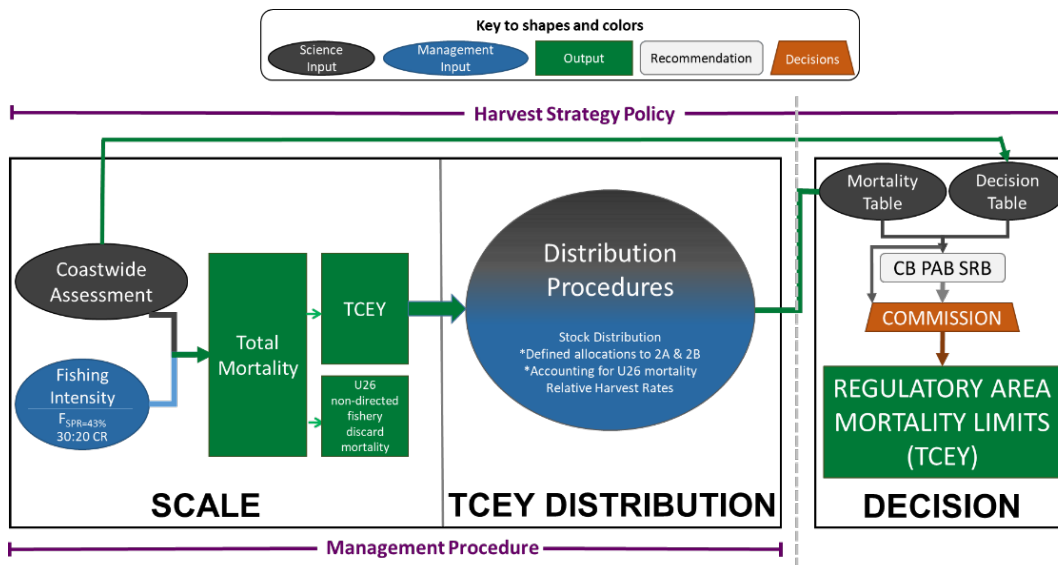 Key to shapes and colors
Science
Input
Management
Input
Output
Recommendation
Decisions
Harvest Strategy Policy
Coastwide
Assessment
Fishing
Intensity
F_SPR=43%
30:20 CR
Total
Mortality
TCEY
U26
non-directed
fishery
discard
mortality
SCALE
Distribution
Procedures
Stock Distribution
*Defined allocations to 2A & 2B
*Accounting for U26 mortality
Relative Harvest Rates
TCEY DISTRIBUTION
Mortality
Table
Decision
Table
CB PAB SRB
COMMISSION
REGULATORY AREA
MORTALITY LIMITS
(TCEY)
DECISION
Management Procedure